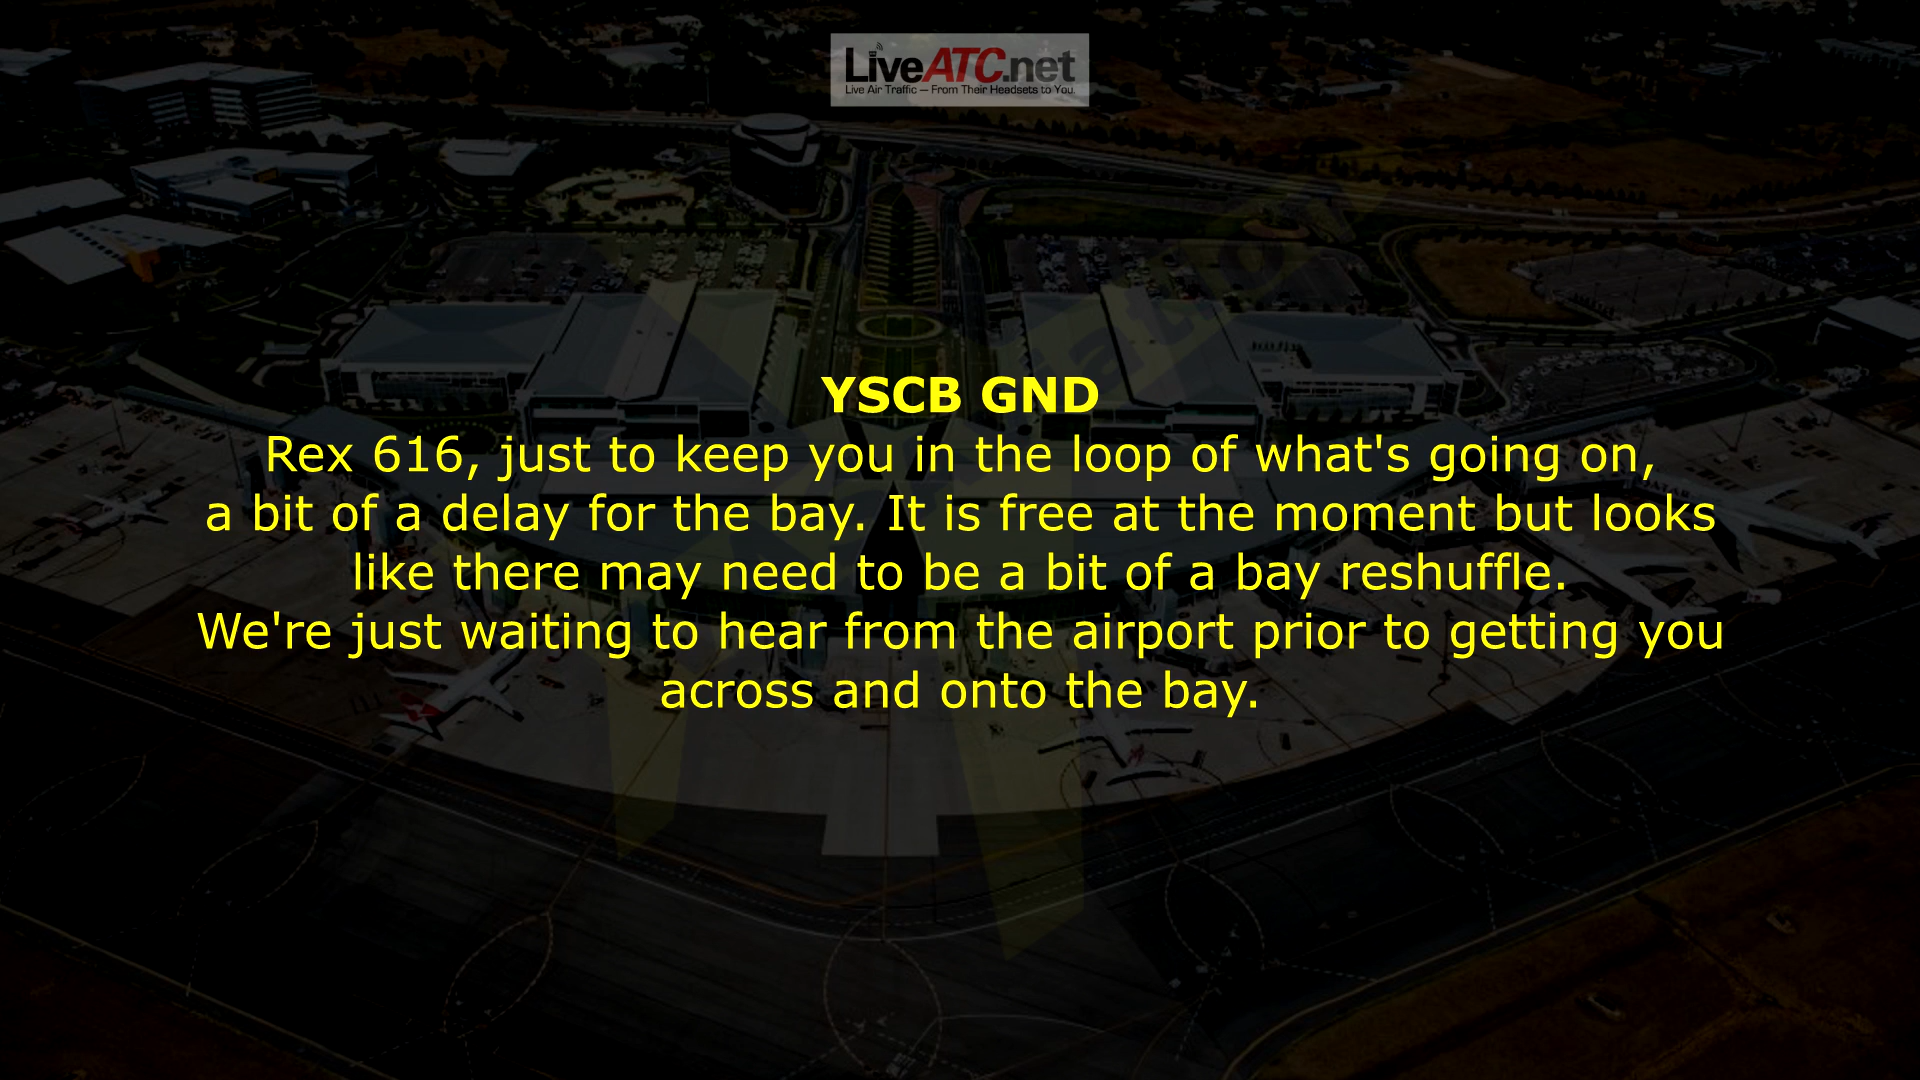 LiveATC.net
Live Air Traffic — From Their Headsets to You.
YSCB GND
Rex 616, just to keep you in the loop of what's going on,
a bit of a delay for the bay. It is free at the moment but looks
like there may need to be a bit of a bay reshuffle.
We're just waiting to hear from the airport prior to getting you
across and onto the bay.